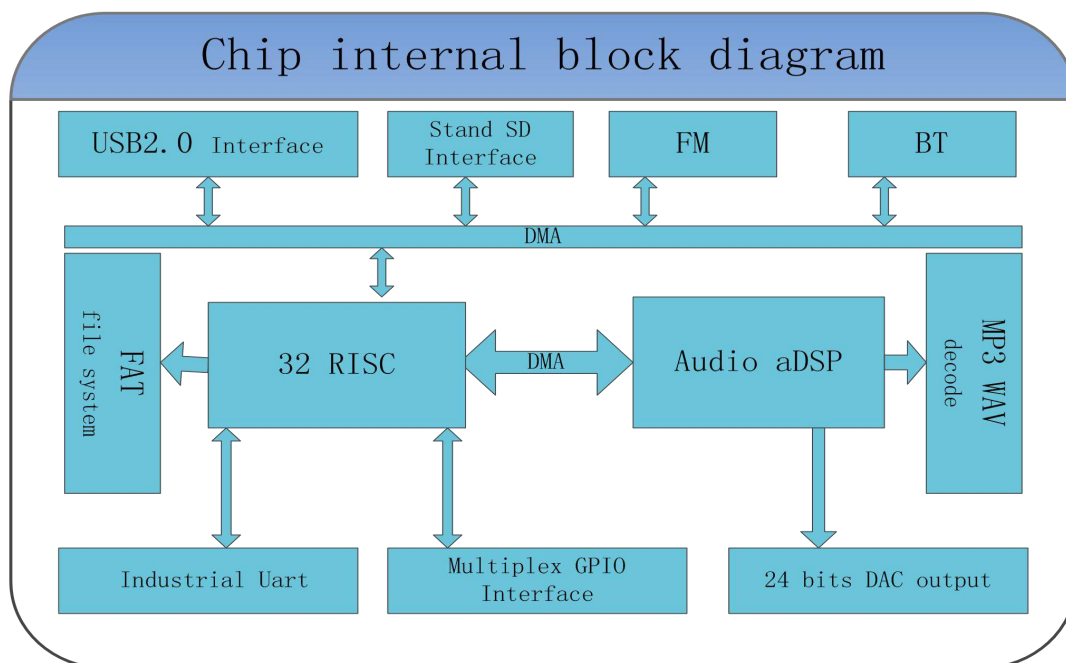 Chip internal block diagram
USB2.0 Interface
Stand SD
Interface
FM
BT
DMA
FAT
file system
32 RISC
DMA
Audio aDSP
MP3 WAV
decode
Industrial Uart
Multiplex GPIO
Interface
24 bits DAC output